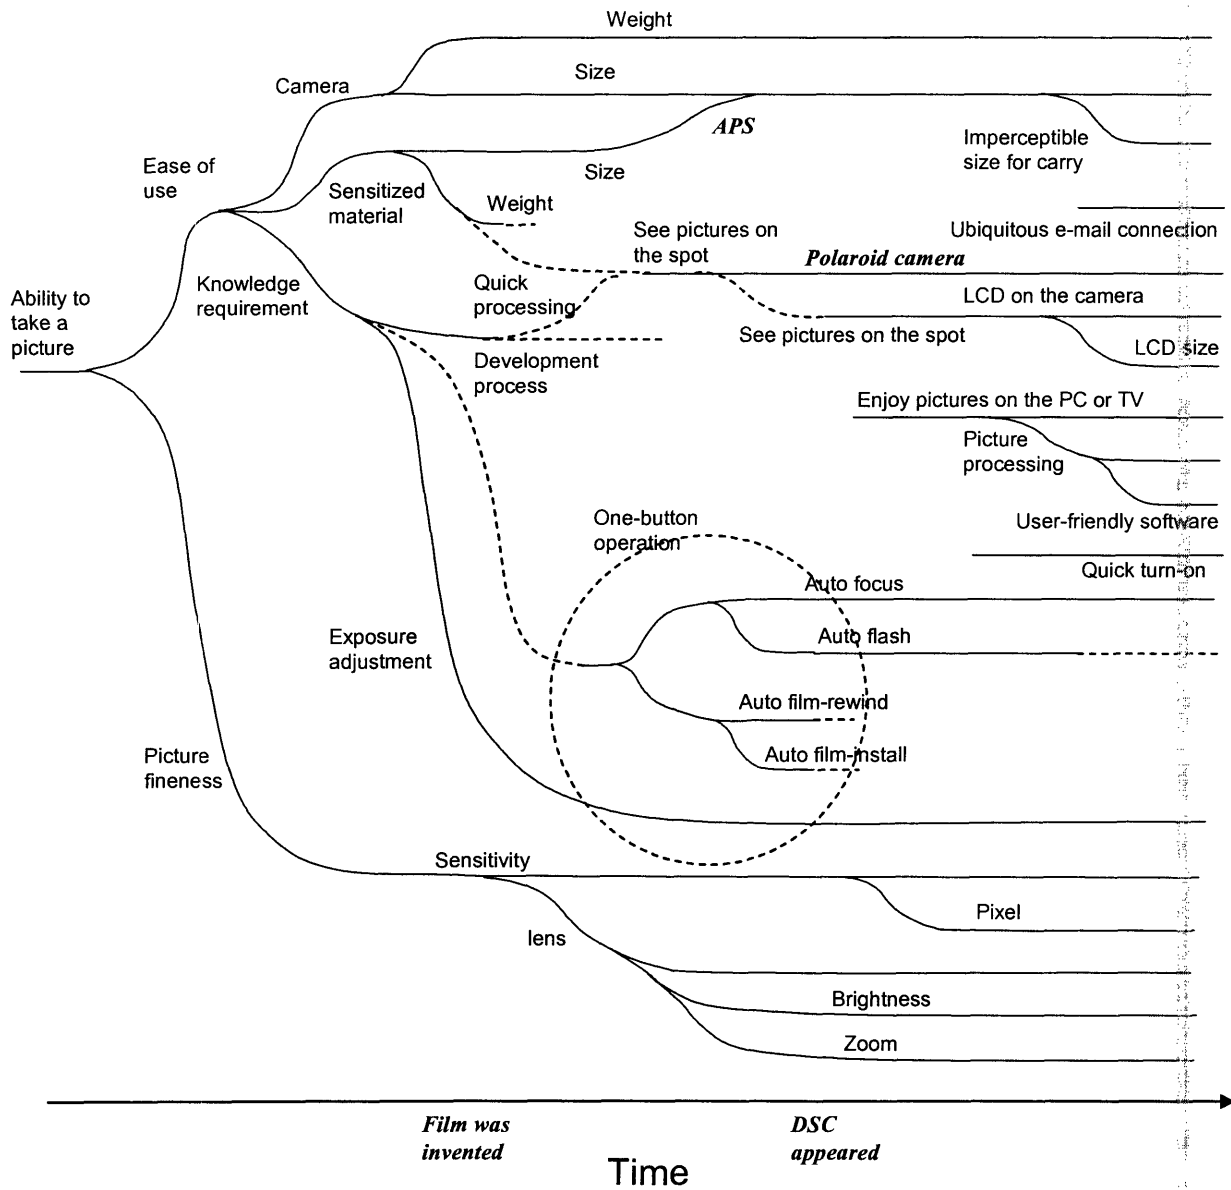 Weight
Camera
Size
APS
Imperceptible
size for carry
Ease of
use
Size
Sensitized
material
Weight
See pictures on
the spot
Ubiquitous e-mail connection
Polaroid camera
Knowledge
requirement
Quick
processing
LCD on the camera
Ability to
take a
picture
See pictures on the spot
LCD size
Development
process
Enjoy pictures on the PC or TV
Picture
processing
One-button
operation
User-friendly software
Quick turn-on
Auto focus
Exposure
adjustment
Auto flash
Auto film-rewind
Picture
fineness
Auto film-install
Sensitivity
Pixel
lens
Brightness
Zoom
Film was
invented
DSC
appeared
Time